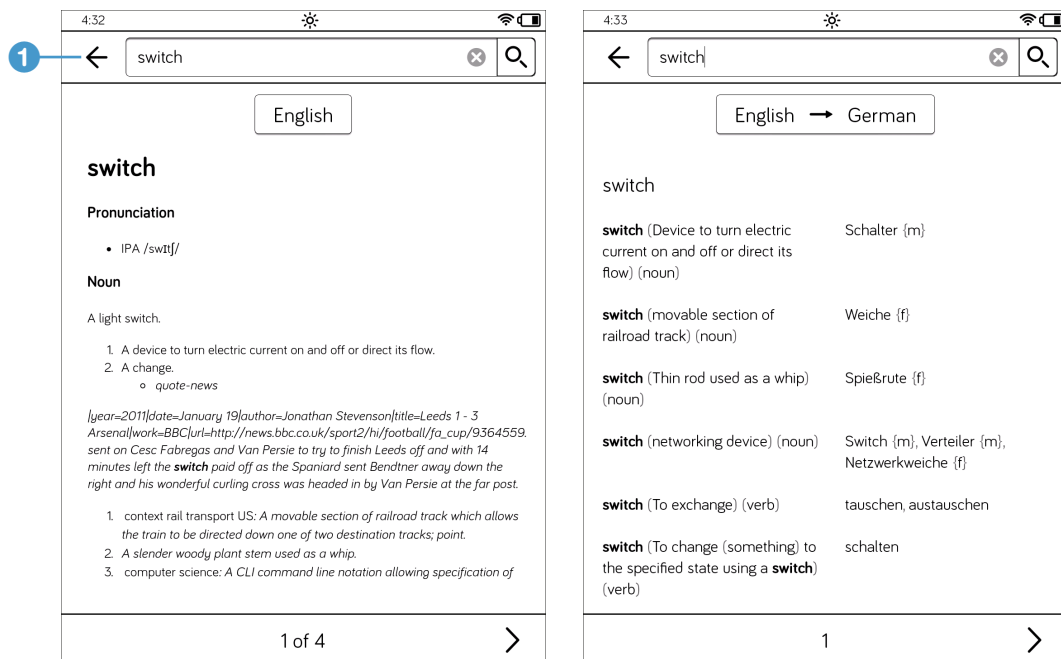 4:32
1
switch
English
switch
Pronunciation
• IPA /swɪtʃ/
Noun
A light switch.
1. A device to turn electric current on and off or direct its flow.
2. A change.
quote-news
|year=2011|date=January 19|author=Jonathan Stevenson|title=Leeds 1 - 3
Arsenal|work=BBC|url=http://news.bbc.co.uk/sport2/hi/football/fa_cup/9364559.
sent on Cesc Fabregas and Van Persie to try to finish Leeds off and with 14
minutes left the switch paid off as the Spaniard sent Bendtner away down the
right and his wonderful curling cross was headed in by Van Persie at the far post.
1. context rail transport US: A movable section of railroad track which allows
the train to be directed down one of two destination tracks; point.
2. A slender woody plant stem used as a whip.
3. computer science: A CLI command line notation allowing specification of
1 of 4
4:33
switch
English → German
switch
switch (Device to turn electric Schalter {m}
current on and off or direct its
flow) (noun)
switch (movable section of Weiche {f}
railroad track) (noun)
switch (Thin rod used as a whip) Spießrute {f}
(noun)
switch (networking device) (noun) Switch {m}, Verteiler {m},
Netzwerkweiche {f}
switch (To exchange) (verb) tauschen, austauschen
switch (To change (something) to schalten
the specified state using a switch)
(verb)
1